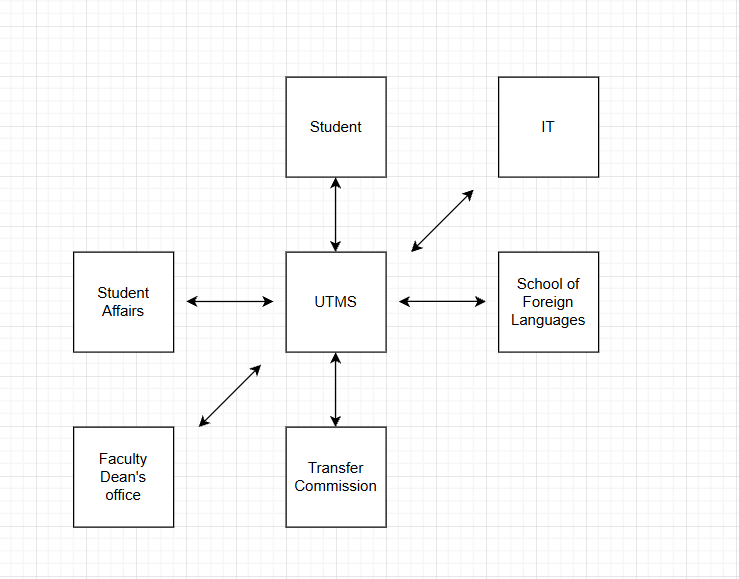 Student
IT
Student
Affairs
UTMS
School of
Foreign
Languages
Faculty
Dean's
office
Transfer
Commission